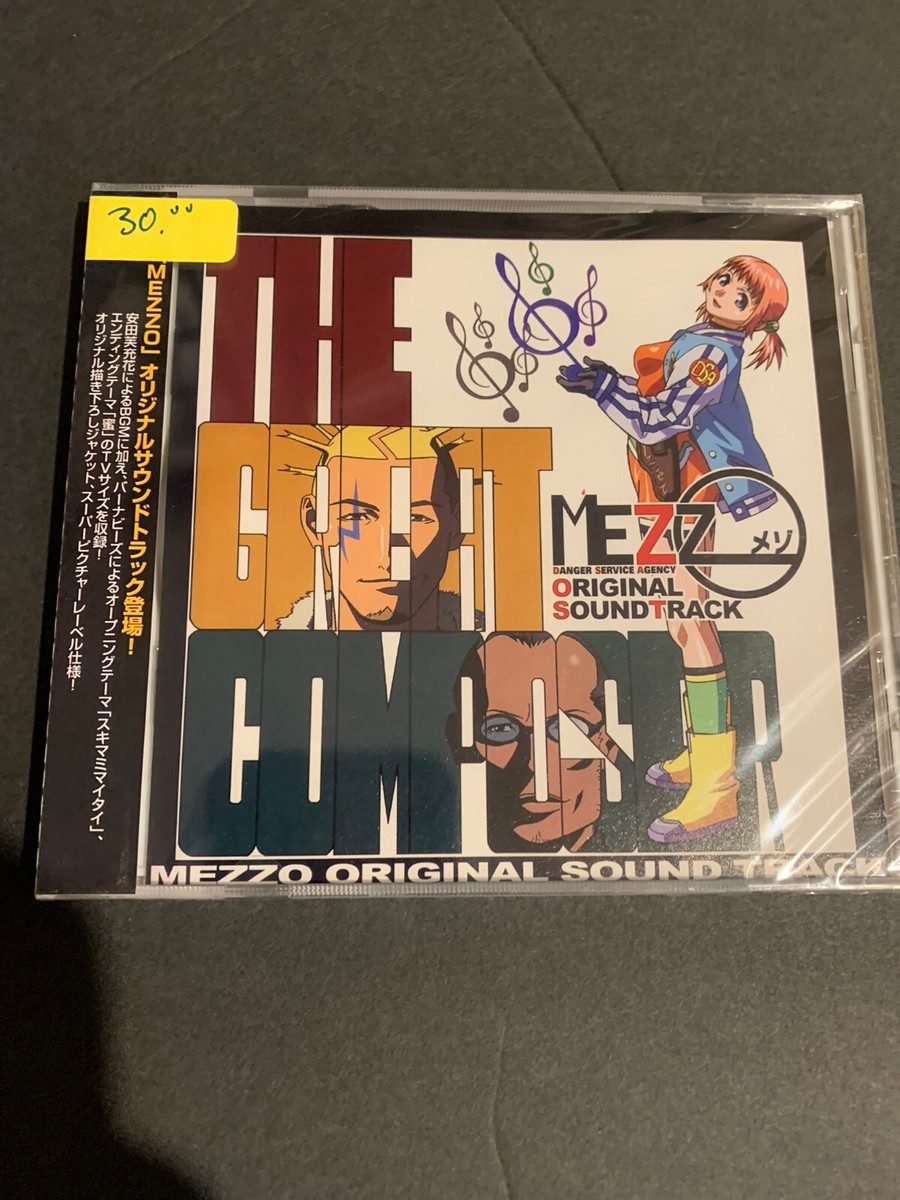 30.00
MEZZO」オリジナルサウンドトラック登場!
安田芙充花によるBGMに加え、バーナビーズによるオープニングテーマ「スキマミマイタイ」、
エンディングテーマ「蜜」のTVサイズを収録!
オリジナル描き下ろしジャケット、スーパーピクチャーレーベル仕様!
THE
GREAT
COMPOSER
DSA
MEZZO
メゾ
DANGER SERVICE AGENCY
ORIGINAL
SOUNDTRACK
MEZZO ORIGINAL SOUND TRACK